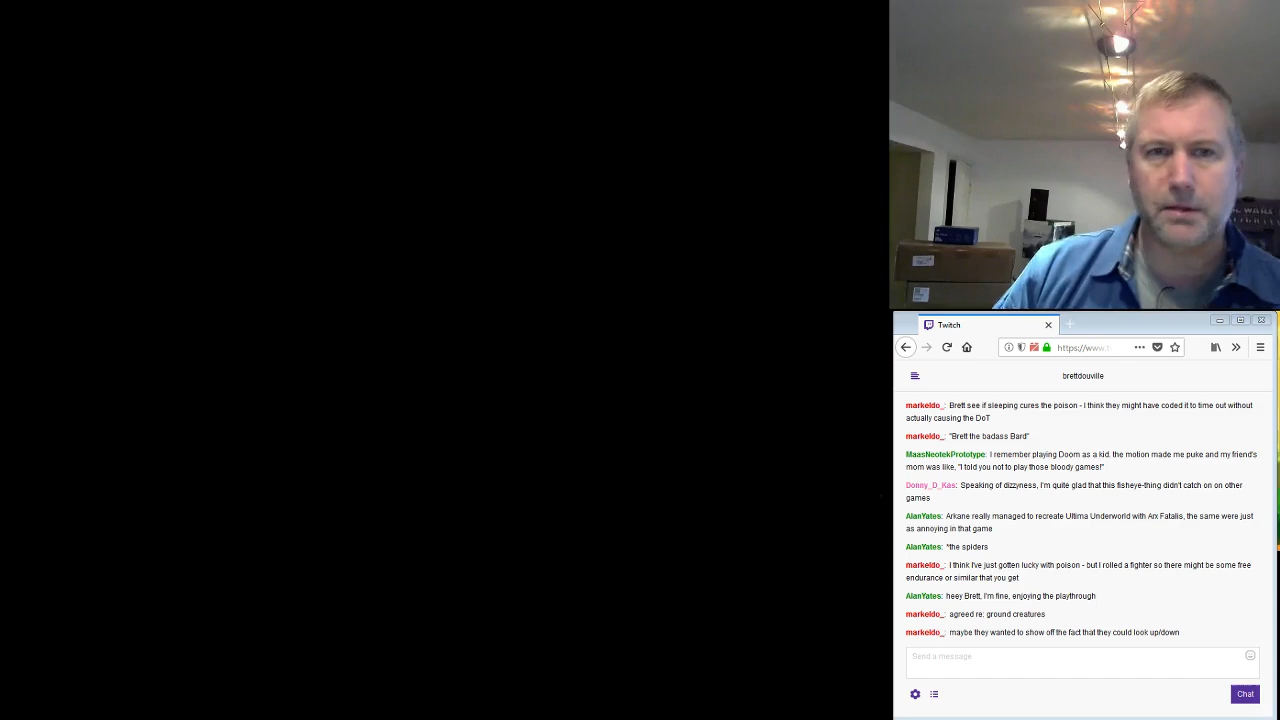 Twitch
https://www.t
brettdouville
markeldo_: Brett see if sleeping cures the poison - I think they might have coded it to time out without
actually causing the DoT
markeldo_: "Brett the badass Bard"
MaasNeotekPrototype: I remember playing Doom as a kid. the motion made me puke and my friend's
mom was like, "I told you not to play those bloody games!"
Donny_D_Kas: Speaking of dizzyness, I'm quite glad that this fisheye-thing didn't catch on on other
games
AlanYates: Arkane really managed to recreate Ultima Underworld with Arx Fatalis, the same were just
as annoying in that game
AlanYates: *the spiders
markeldo_: I think I've just gotten lucky with poison - but I rolled a fighter so there might be some free
endurance or similar that you get
AlanYates: heey Brett, I'm fine, enjoying the playthrough
markeldo_: agreed re: ground creatures
markeldo_: maybe they wanted to show off the fact that they could look up/down
Send a message
Chat